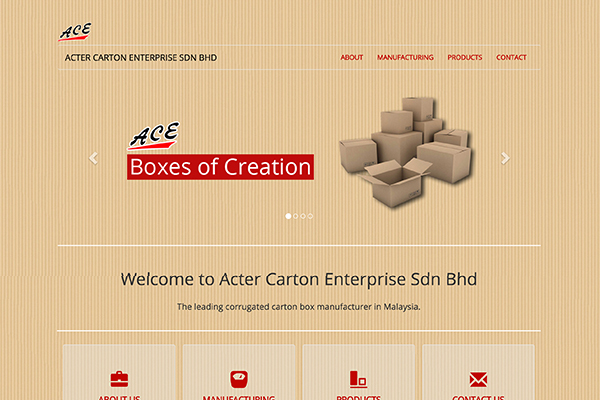 ACE
ACTER CARTON ENTERPRISE SDN BHD
ABOUT MANUFACTURING PRODUCTS CONTACT
ACE
Boxes of Creation
Welcome to Acter Carton Enterprise Sdn Bhd
The leading corrugated carton box manufacturer in Malaysia.
ABOUT US MANUFACTURING PRODUCTS CONTACT US